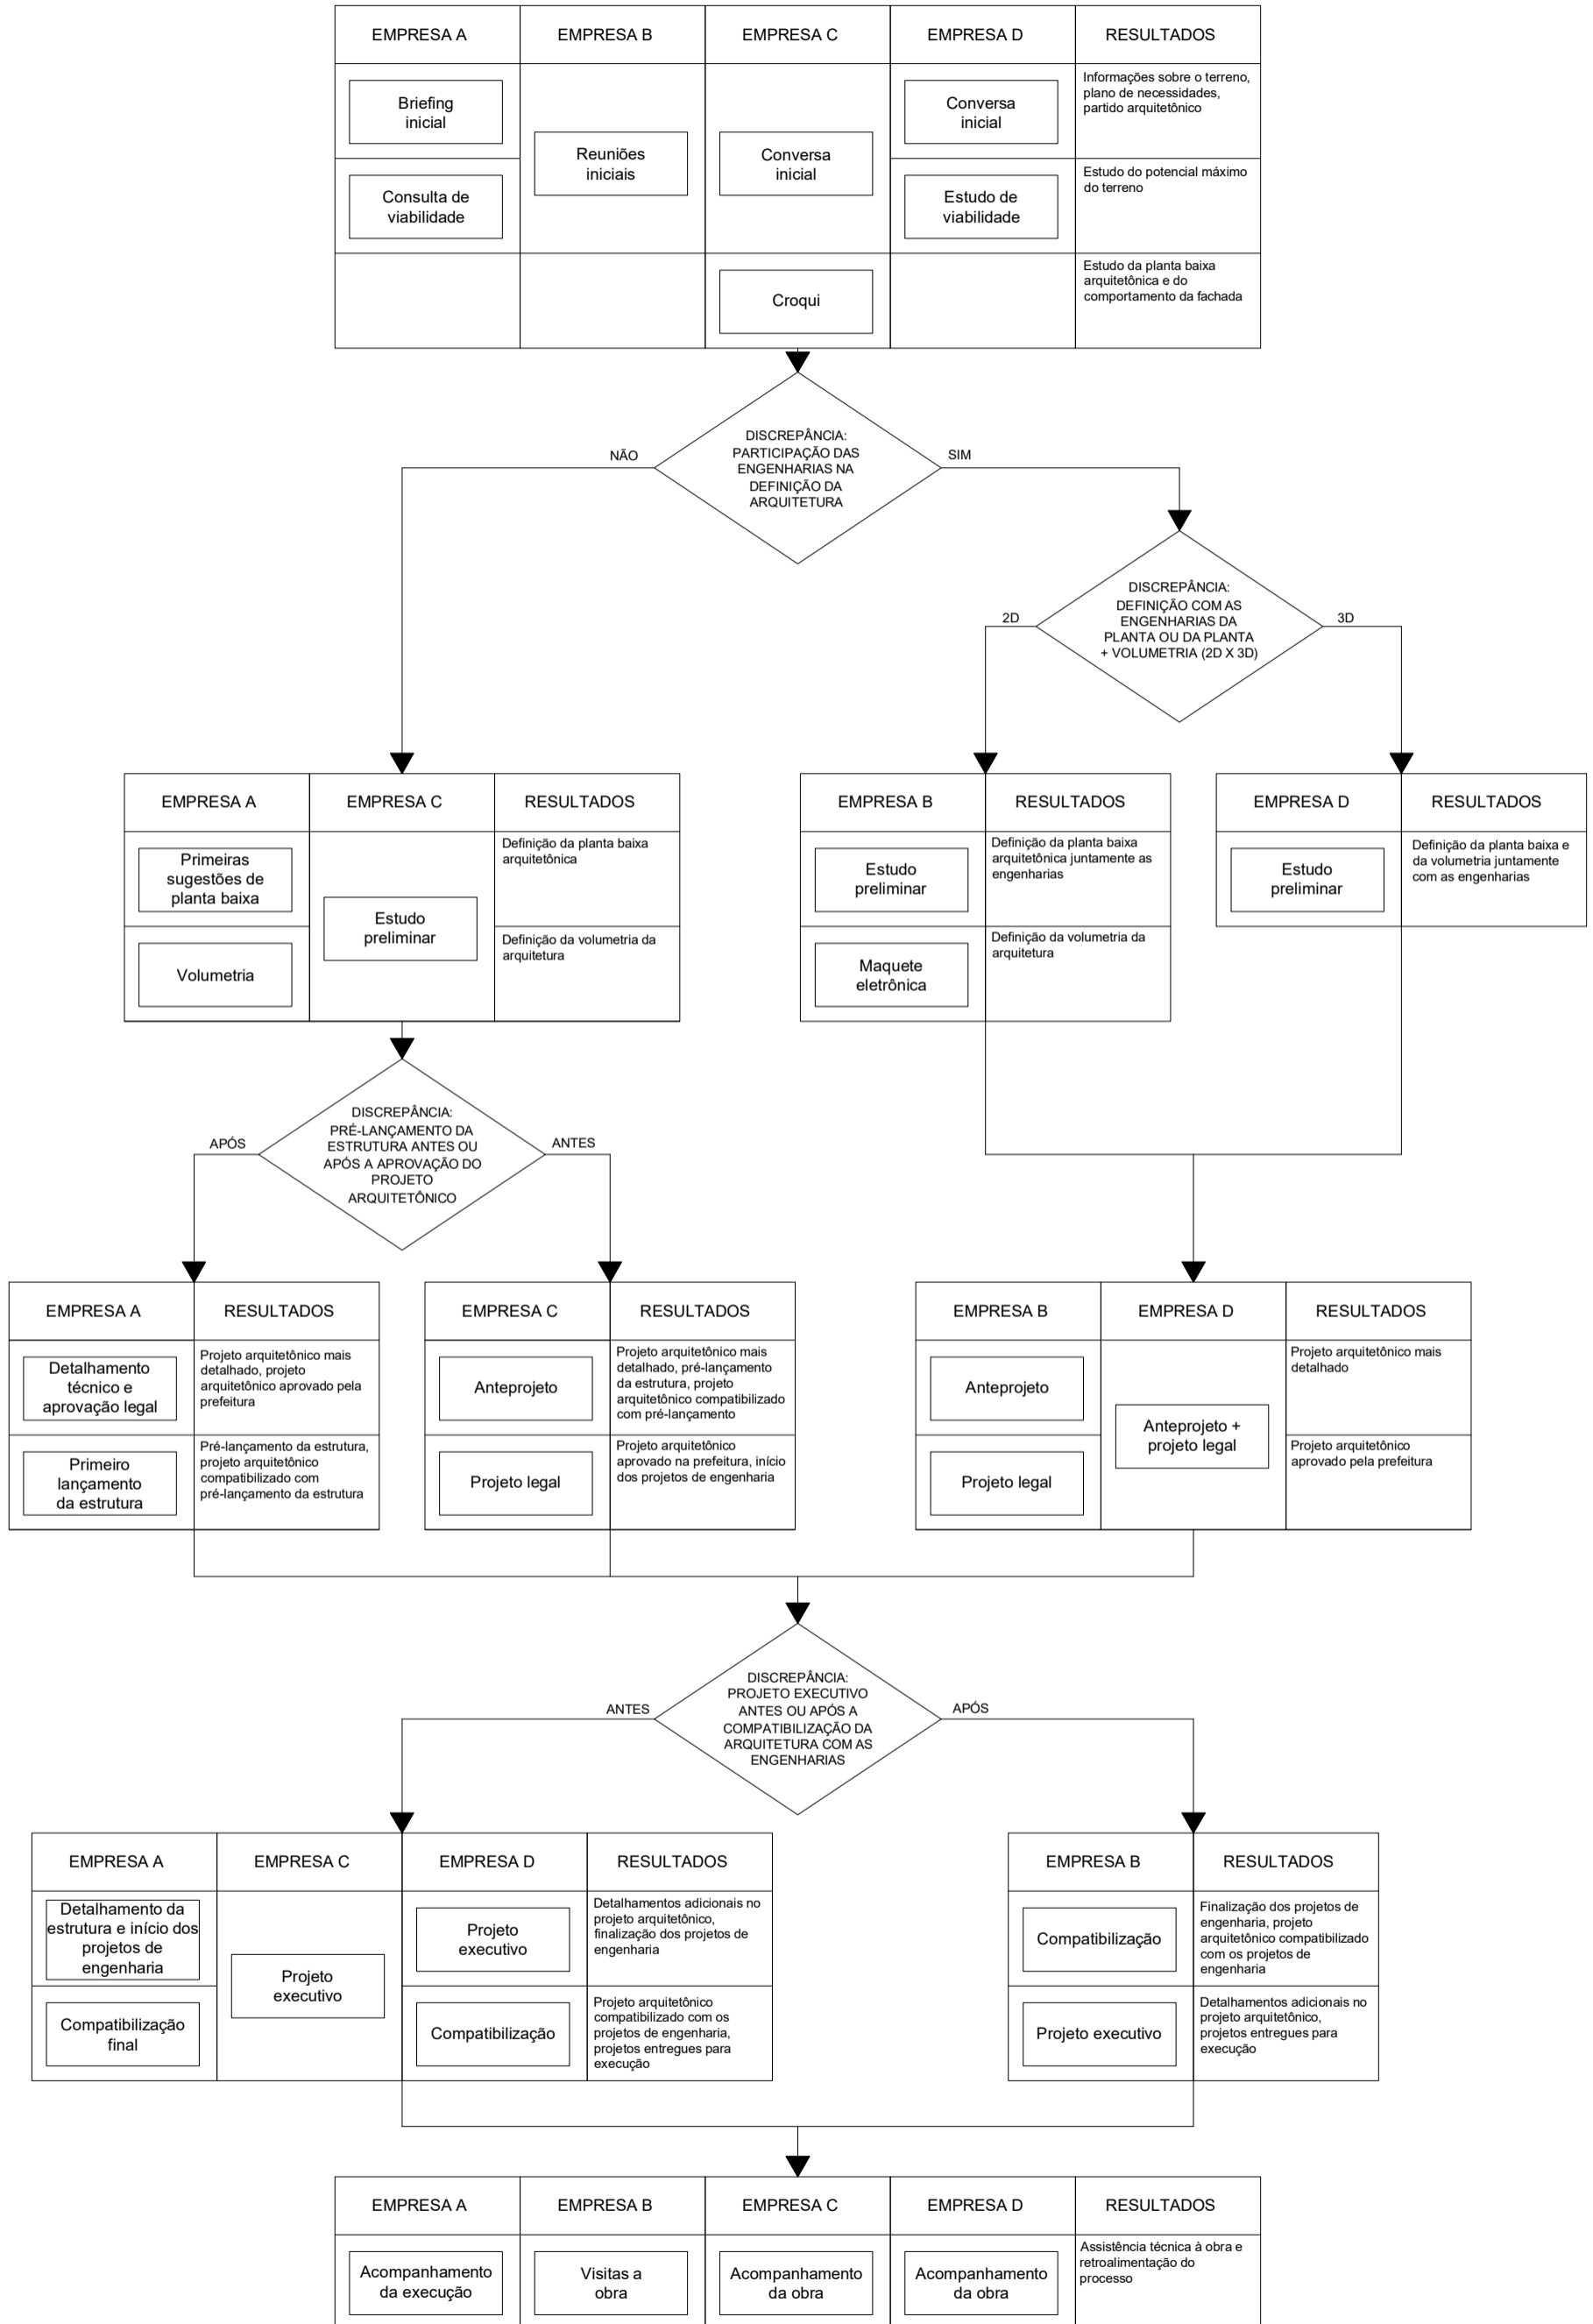 EMPRESA A
EMPRESA B
EMPRESA C
EMPRESA D
RESULTADOS
Briefing
inicial
Reuniões
iniciais
Conversa
inicial
Conversa
inicial
Informações sobre o terreno,
plano de necessidades,
partido arquitetônico
Consulta de
viabilidade
Estudo de
viabilidade
Estudo do potencial máximo
do terreno
Croqui
Estudo da planta baixa
arquitetônica e do
comportamento da fachada
DISCREPÂNCIA:
PARTICIPAÇÃO DAS
ENGENHARIAS NA
DEFINIÇÃO DA
ARQUITETURA
NÃO
SIM
DISCREPÂNCIA:
DEFINIÇÃO COM AS
ENGENHARIAS DA
PLANTA OU DA PLANTA
+ VOLUMETRIA (2D X 3D)
2D
3D
EMPRESA A
EMPRESA C
RESULTADOS
Primeiras
sugestões de
planta baixa
Estudo
preliminar
Definição da planta baixa
arquitetônica
Volumetria
Definição da volumetria da
arquitetura
EMPRESA B
RESULTADOS
Estudo
preliminar
Definição da planta baixa
arquitetônica juntamente as
engenharias
Maquete
eletrônica
Definição da volumetria da
arquitetura
EMPRESA D
RESULTADOS
Estudo
preliminar
Definição da planta baixa e
da volumetria juntamente
com as engenharias
DISCREPÂNCIA:
PRÉ-LANÇAMENTO DA
ESTRUTURA ANTES OU
APÓS A APROVAÇÃO DO
PROJETO
ARQUITETÔNICO
APÓS
ANTES
EMPRESA A
RESULTADOS
Detalhamento
técnico e
aprovação legal
Projeto arquitetônico mais
detalhado, projeto
arquitetônico aprovado pela
prefeitura
Primeiro
lançamento
da estrutura
Pré-lançamento da estrutura,
projeto arquitetônico
compatibilizado com
pré-lançamento da estrutura
EMPRESA C
RESULTADOS
Anteprojeto
Projeto arquitetônico mais
detalhado, pré-lançamento
da estrutura, projeto
arquitetônico compatibilizado
com pré-lançamento
Projeto legal
Projeto arquitetônico
aprovado na prefeitura, início
dos projetos de engenharia
EMPRESA B
EMPRESA D
RESULTADOS
Anteprojeto
Anteprojeto +
projeto legal
Projeto arquitetônico mais
detalhado
Projeto legal
Projeto arquitetônico
aprovado pela prefeitura
DISCREPÂNCIA:
PROJETO EXECUTIVO
ANTES OU APÓS A
COMPATIBILIZAÇÃO DA
ARQUITETURA COM AS
ENGENHARIAS
ANTES
APÓS
EMPRESA A
EMPRESA C
EMPRESA D
RESULTADOS
Detalhamento da
estrutura e início dos
projetos de
engenharia
Projeto
executivo
Projeto
executivo
Detalhamentos adicionais no
projeto arquitetônico,
finalização dos projetos de
engenharia
Compatibilização
final
Compatibilização
Projeto arquitetônico
compatibilizado com os
projetos de engenharia,
projetos entregues para
execução
EMPRESA B
RESULTADOS
Compatibilização
Finalização dos projetos de
engenharia, projeto
arquitetônico compatibilizado
com os projetos de
engenharia
Projeto executivo
Detalhamentos adicionais no
projeto arquitetônico,
projetos entregues para
execução
EMPRESA A
EMPRESA B
EMPRESA C
EMPRESA D
RESULTADOS
Acompanhamento
da execução
Visitas a
obra
Acompanhamento
da obra
Acompanhamento
da obra
Assistência técnica à obra e
retroalimentação do
processo